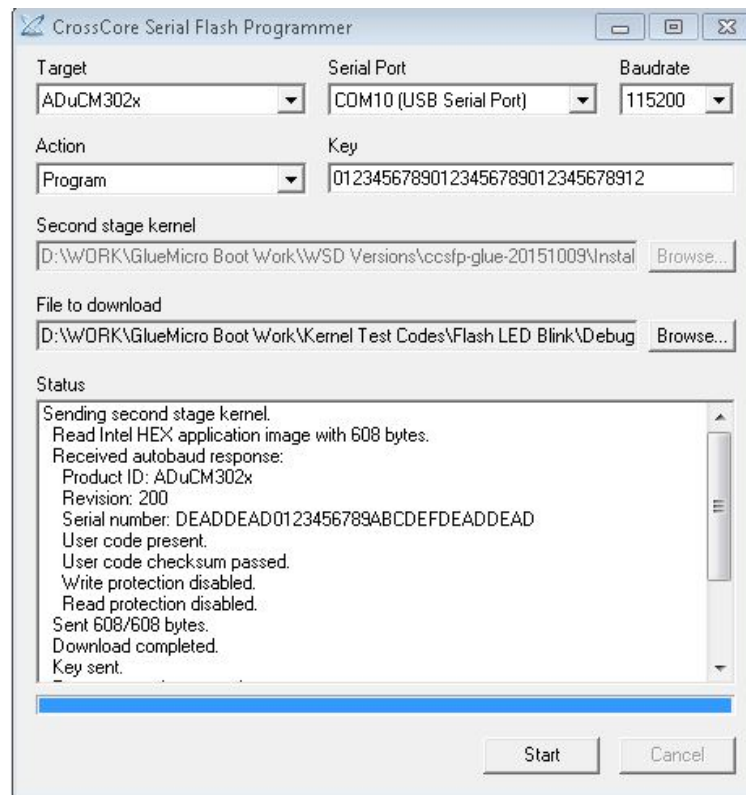 CrossCore Serial Flash Programmer
Target Serial Port Baudrate
ADuCM302x COM10 (USB Serial Port) 115200
Action Key
Program 01234567890123456789012345678912
Second stage kernel
D:\WORK\GlueMicro Boot Work\WSD Versions\ccsfp-glue-20151009\Instal Browse...
File to download
D:\WORK\GlueMicro Boot Work\Kernel Test Codes\Flash LED Blink\Debug Browse...
Status
Sending second stage kernel.
Read Intel HEX application image with 608 bytes.
Received autobaud response:
Product ID: ADuCM302x
Revision: 200
Serial number: DEADDEAD0123456789ABCDEFDEADDEAD
User code present.
User code checksum passed.
Write protection disabled.
Read protection disabled.
Sent 608/608 bytes.
Download completed.
Key sent.
Start Cancel